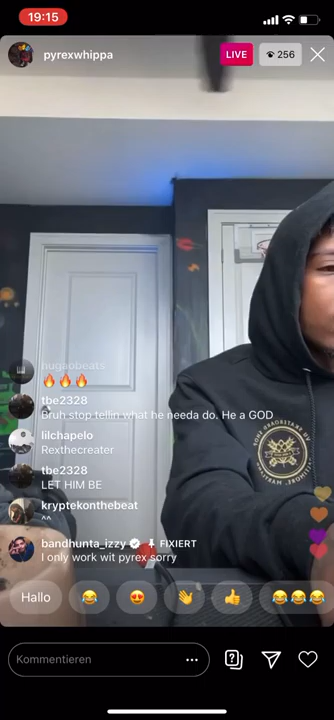 19:15
pyrexwhippa
LIVE
256
nugaobeats
🔥🔥🔥
tbe2328
Bruh stop tellin what he needa do. He a GOD
lilchapelo
Rexthecreater
tbe2328
LET HIM BE
kryptekonthebeat
^^
bandhunta_izzy FIXIERT
I only work wit pyrex sorry
Hallo 😂 😍 👋 👍 😂😂😂
Kommentieren